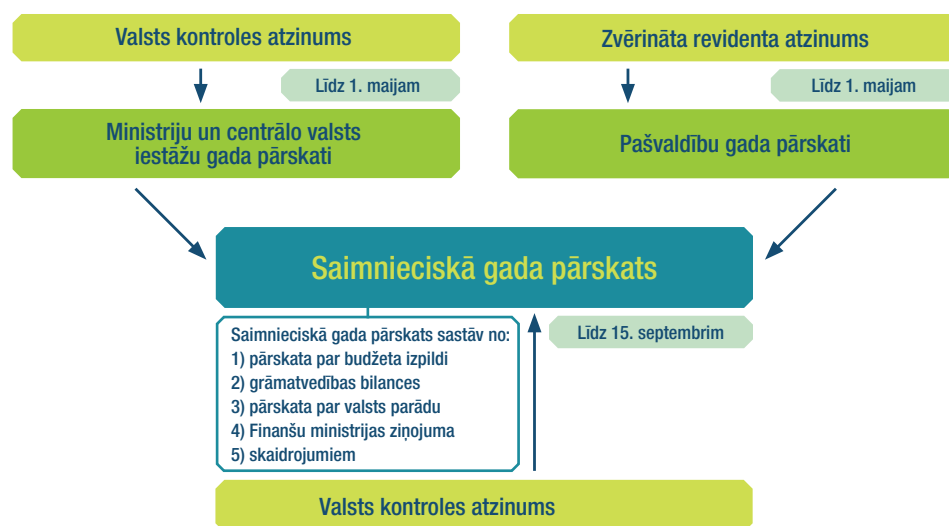 Valsts kontroles atzinums
Zvērināta revidenta atzinums
Līdz 1. maijam
Līdz 1. maijam
Ministriju un centrālo valsts
iestāžu gada pārskati
Pašvaldību gada pārskati
Saimnieciskā gada pārskats
Saimnieciskā gada pārskats sastāv no:
1) pārskata par budžeta izpildi
2) grāmatvedības bilances
3) pārskata par valsts parādu
4) Finanšu ministrijas ziņojuma
5) skaidrojumiem
Līdz 15. septembrim
Valsts kontroles atzinums